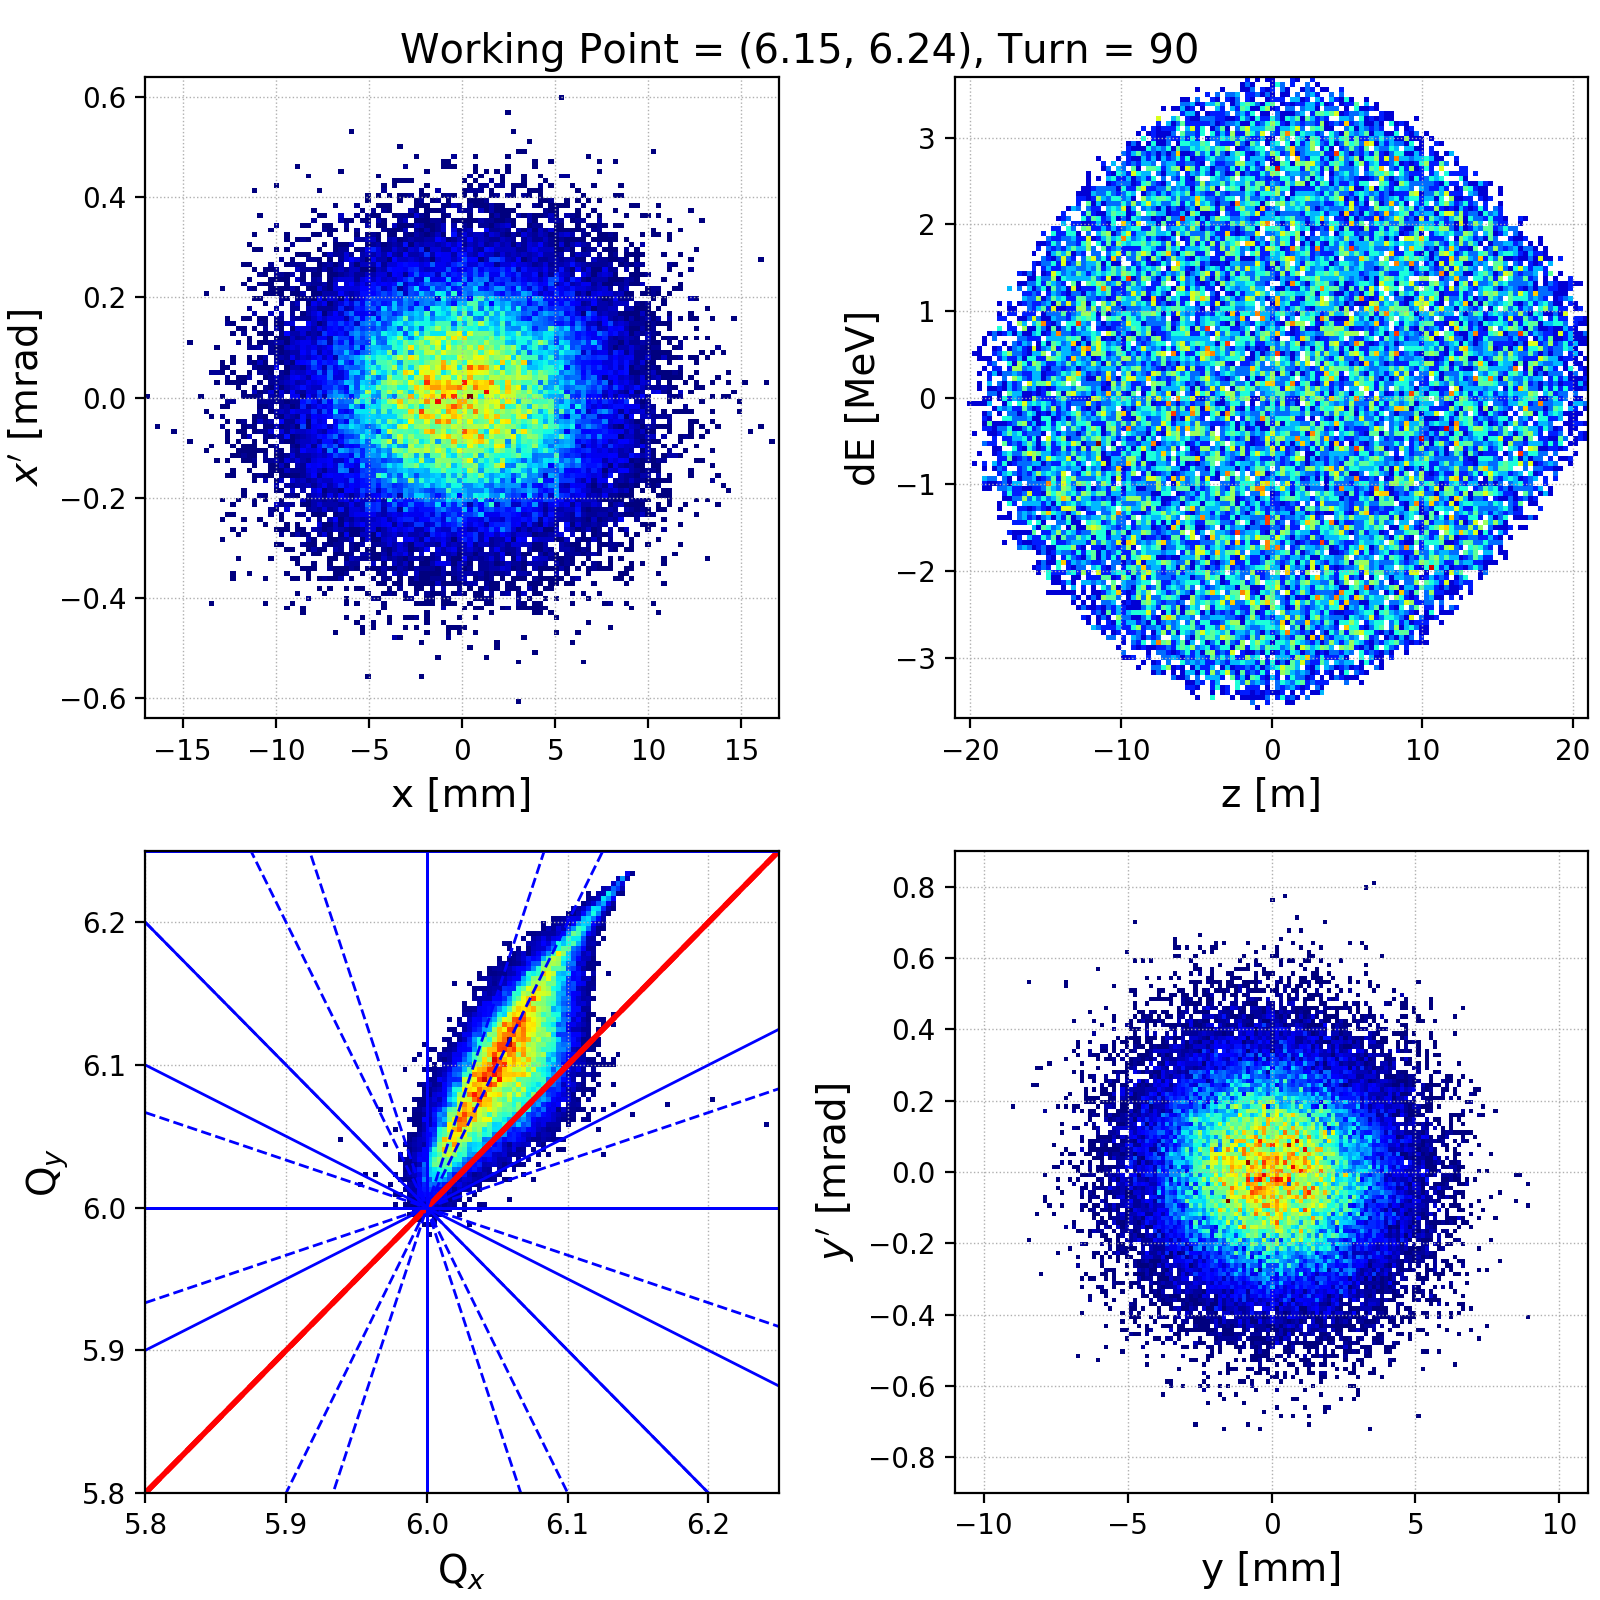 Working Point = (6.15, 6.24), Turn = 90
0.6
0.4
0.2
0.0
−0.2
−0.4
−0.6
x′ [mrad]
−15 −10 −5 0 5 10 15
x [mm]
3
2
1
0
−1
−2
−3
dE [MeV]
−20 −10 0 10 20
z [m]
6.2
6.1
6.0
5.9
5.8
Qy
5.8 5.9 6.0 6.1 6.2
Qx
0.8
0.6
0.4
0.2
0.0
−0.2
−0.4
−0.6
−0.8
y′ [mrad]
−10 −5 0 5 10
y [mm]